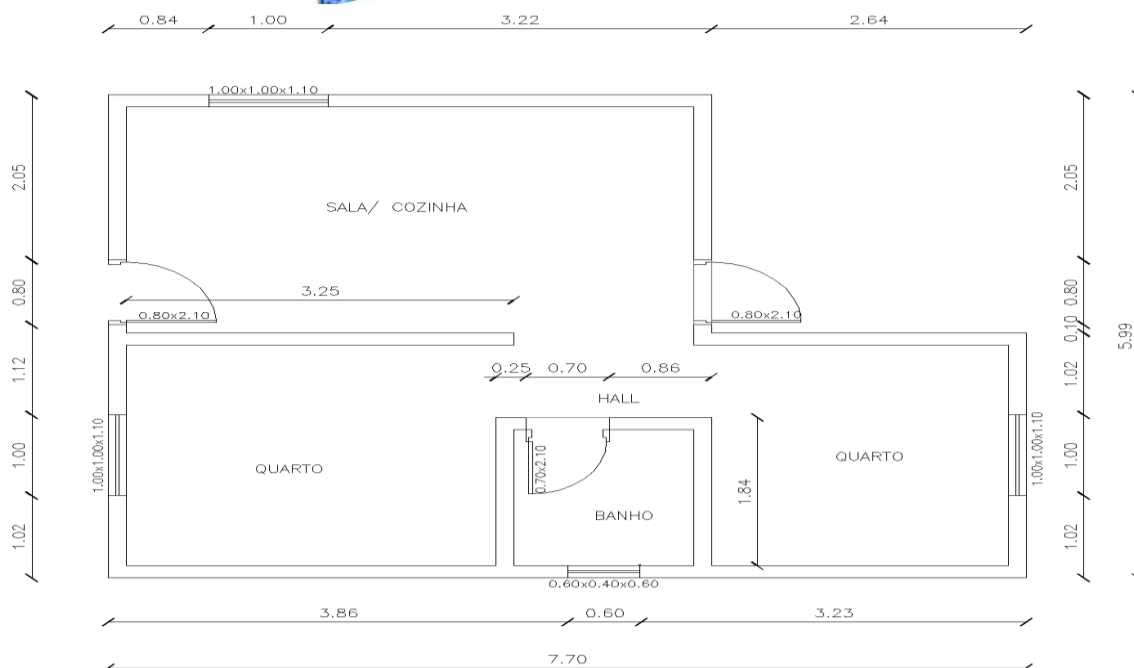 0.84 1.00 3.22 2.64
1.00x1.00x1.10
2.05 2.05
SALA/ COZINHA
0.80 3.25 0.80
0.80x2.10 0.80x2.10
0.10
5.99
1.12 0.25 0.70 0.86 1.02
HALL
1.00x1.00x1.10 1.00 QUARTO 0.70x2.10 QUARTO 1.00x1.00x1.10 1.00
1.84
BANHO
1.02 1.02
0.60x0.40x0.60
3.86 0.60 3.23
7.70